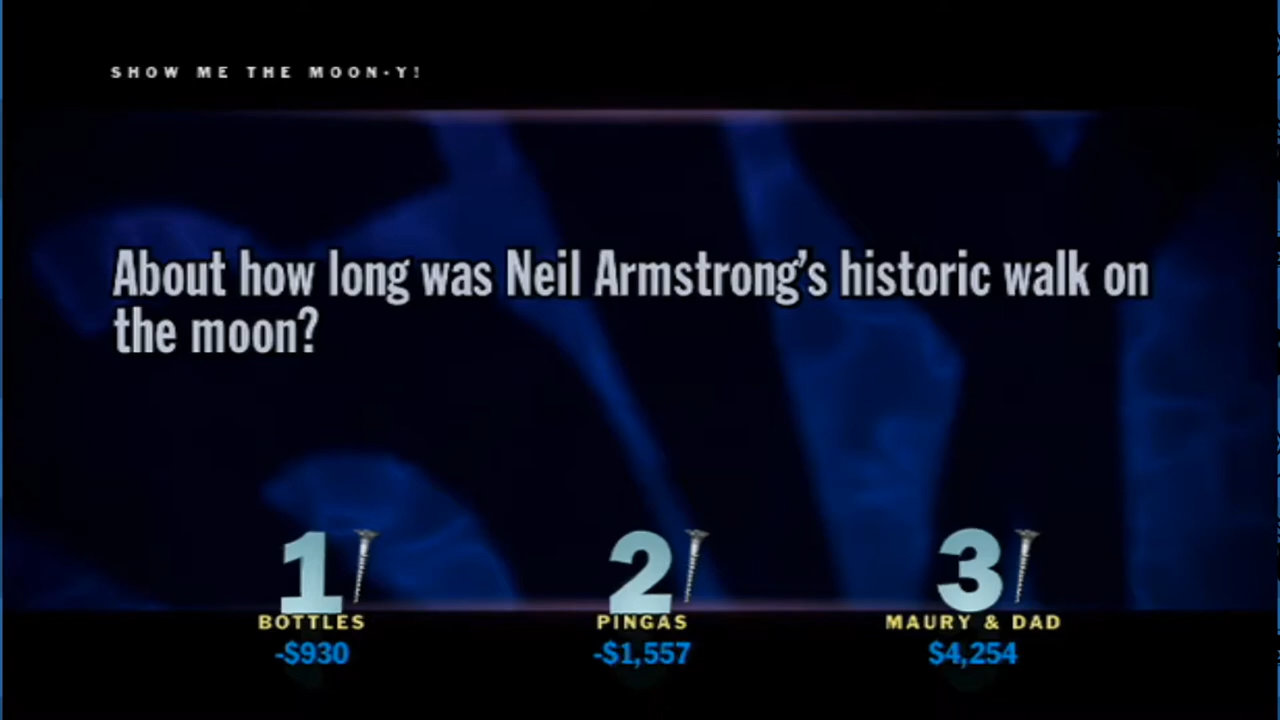 SHOW ME THE MOON-Y!
About how long was Neil Armstrong's historic walk on
the moon?
1 2 3
BOTTLES PINGAS MAURY & DAD
-$930 -$1,557 $4,254